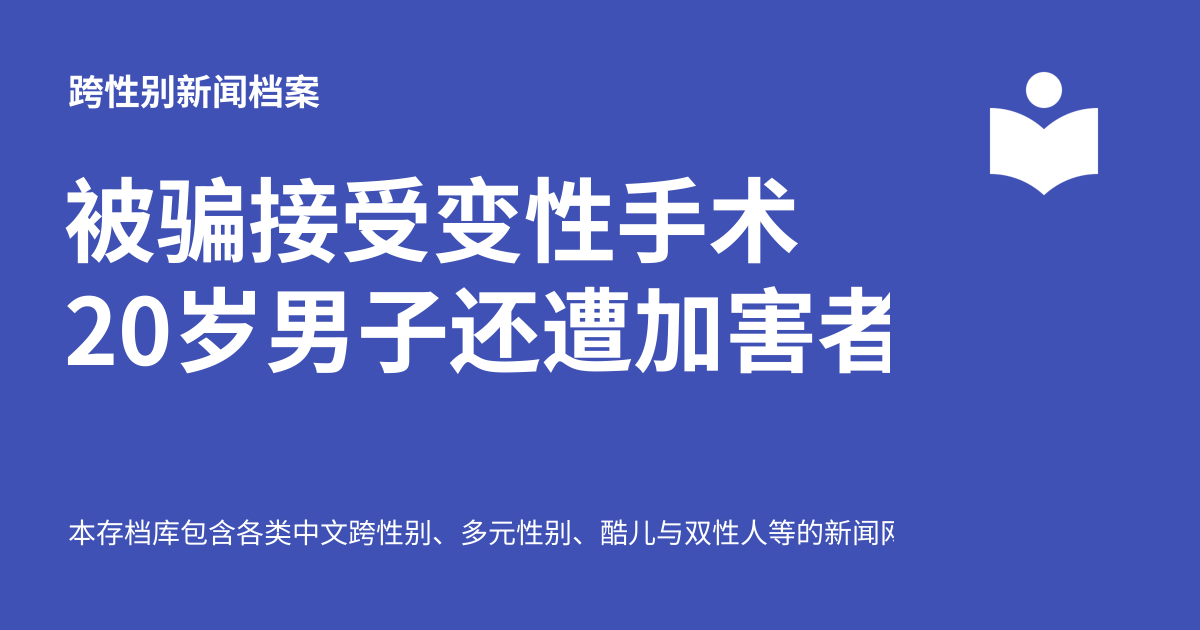 跨性别新闻档案
被骗接受变性手术
20岁男子还遭加害者
本存档库包含各类中文跨性别、多元性别、酷儿与双性人等的新闻网